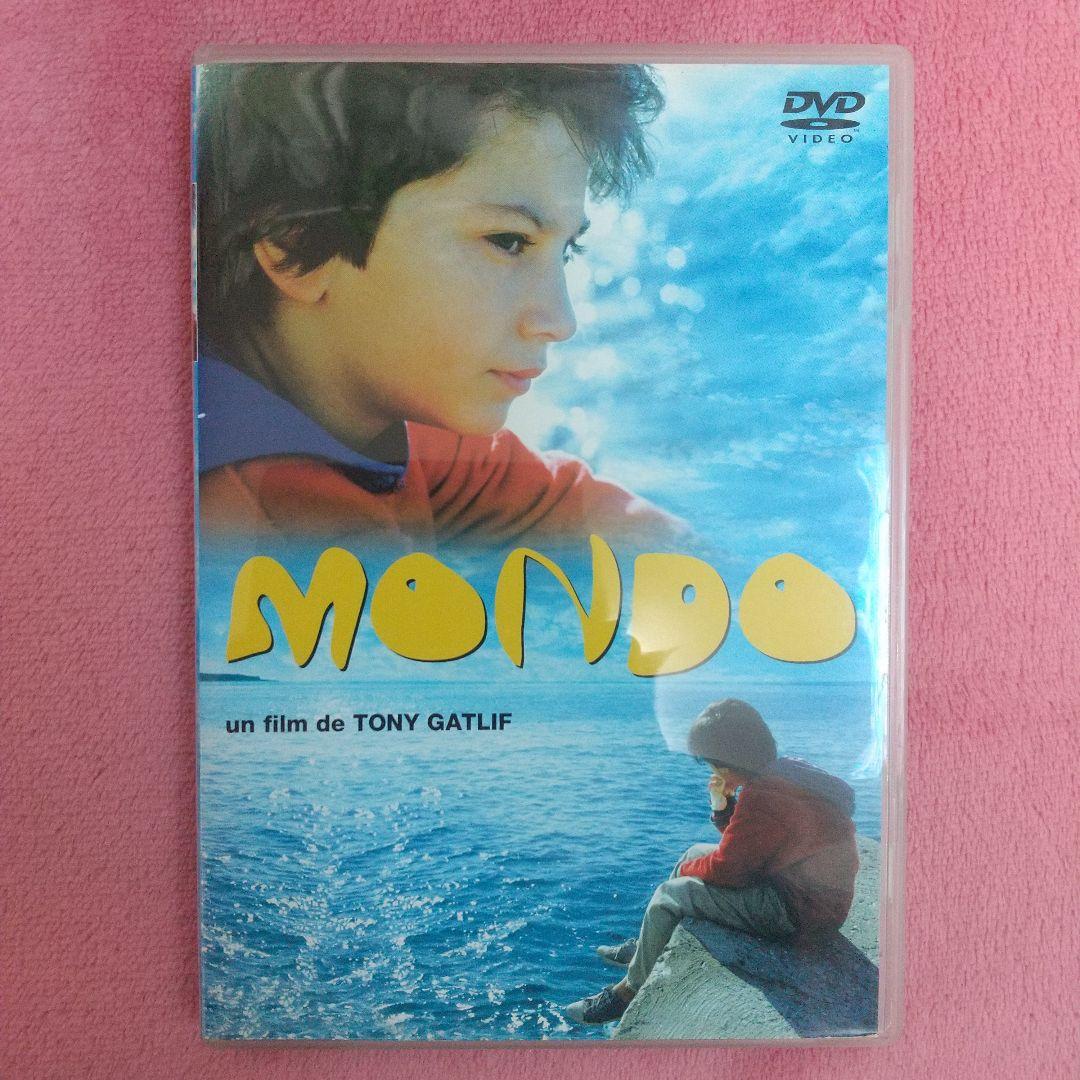 DVD
VIDEO
MONDO
un film de TONY GATLIF